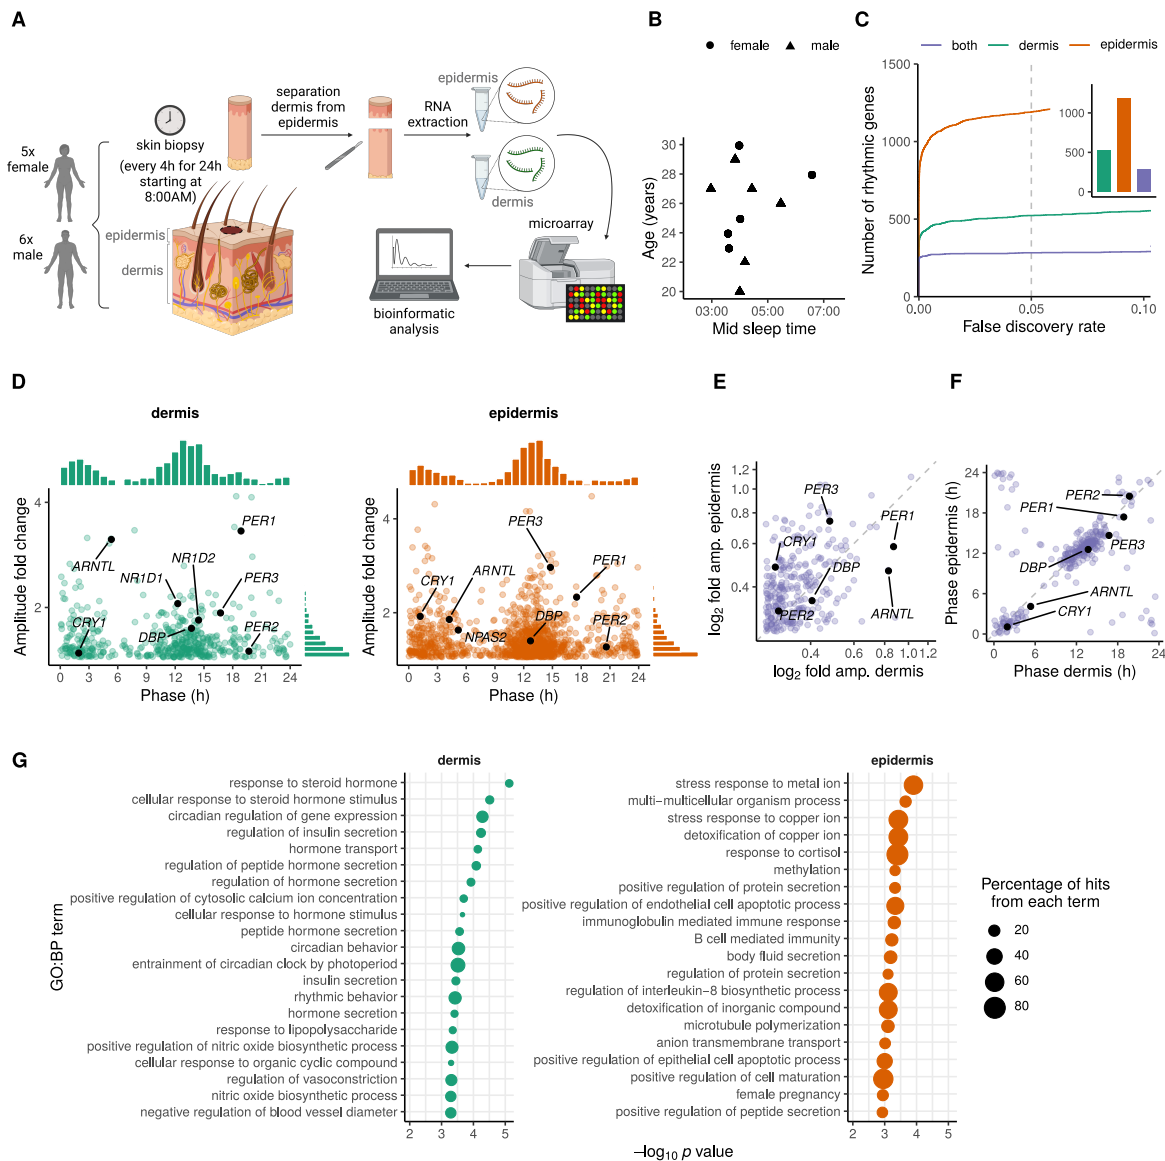 A
5x
female
6x
male
skin biopsy
(every 4h for 24h
starting at
8:00AM)
separation
dermis from
epidermis
RNA
extraction
epidermis
dermis
microarray
bioinformatic
analysis
epidermis
dermis
B
female male
Age (years)
30
28
26
24
22
20
03:00 05:00 07:00
Mid sleep time
C
both dermis epidermis
Number of rhythmic genes
1500
1000
500
0
1000
500
0
0.00 0.05 0.10
False discovery rate
D
dermis
Amplitude fold change
4
2
PER1
ARNTL
NR1D2
NR1D1
PER3
CRY1
DBP
PER2
0 3 6 9 12 15 18 21 24
Phase (h)
epidermis
Amplitude fold change
4
2
PER3
PER1
CRY1
ARNTL
DBP
NPAS2
PER2
0 3 6 9 12 15 18 21 24
Phase (h)
E
log2 fold amp. epidermis
1.2
1.0
0.8
0.6
0.4
PER3
PER1
CRY1
DBP
PER2
ARNTL
0.4 0.6 0.8 1.0 1.2
log2 fold amp. dermis
F
Phase epidermis (h)
24
18
12
6
0
PER2
PER1
PER3
DBP
ARNTL
CRY1
0 6 12 18 24
Phase dermis (h)
G
GO:BP term
dermis
response to steroid hormone
cellular response to steroid hormone stimulus
circadian regulation of gene expression
regulation of insulin secretion
hormone transport
regulation of peptide hormone secretion
regulation of hormone secretion
positive regulation of cytosolic calcium ion concentration
cellular response to hormone stimulus
peptide hormone secretion
circadian behavior
entrainment of circadian clock by photoperiod
insulin secretion
rhythmic behavior
hormone secretion
response to lipopolysaccharide
positive regulation of nitric oxide biosynthetic process
cellular response to organic cyclic compound
regulation of vasoconstriction
nitric oxide biosynthetic process
negative regulation of blood vessel diameter
2 3 4 5
epidermis
stress response to metal ion
multi-multicellular organism process
stress response to copper ion
detoxification of copper ion
response to cortisol
methylation
positive regulation of protein secretion
positive regulation of endothelial cell apoptotic process
immunoglobulin mediated immune response
B cell mediated immunity
body fluid secretion
regulation of protein secretion
regulation of interleukin-8 biosynthetic process
detoxification of inorganic compound
microtubule polymerization
anion transmembrane transport
positive regulation of epithelial cell apoptotic process
positive regulation of cell maturation
female pregnancy
positive regulation of peptide secretion
2 3 4 5
−log10 p value
Percentage of hits
from each term
20
40
60
80